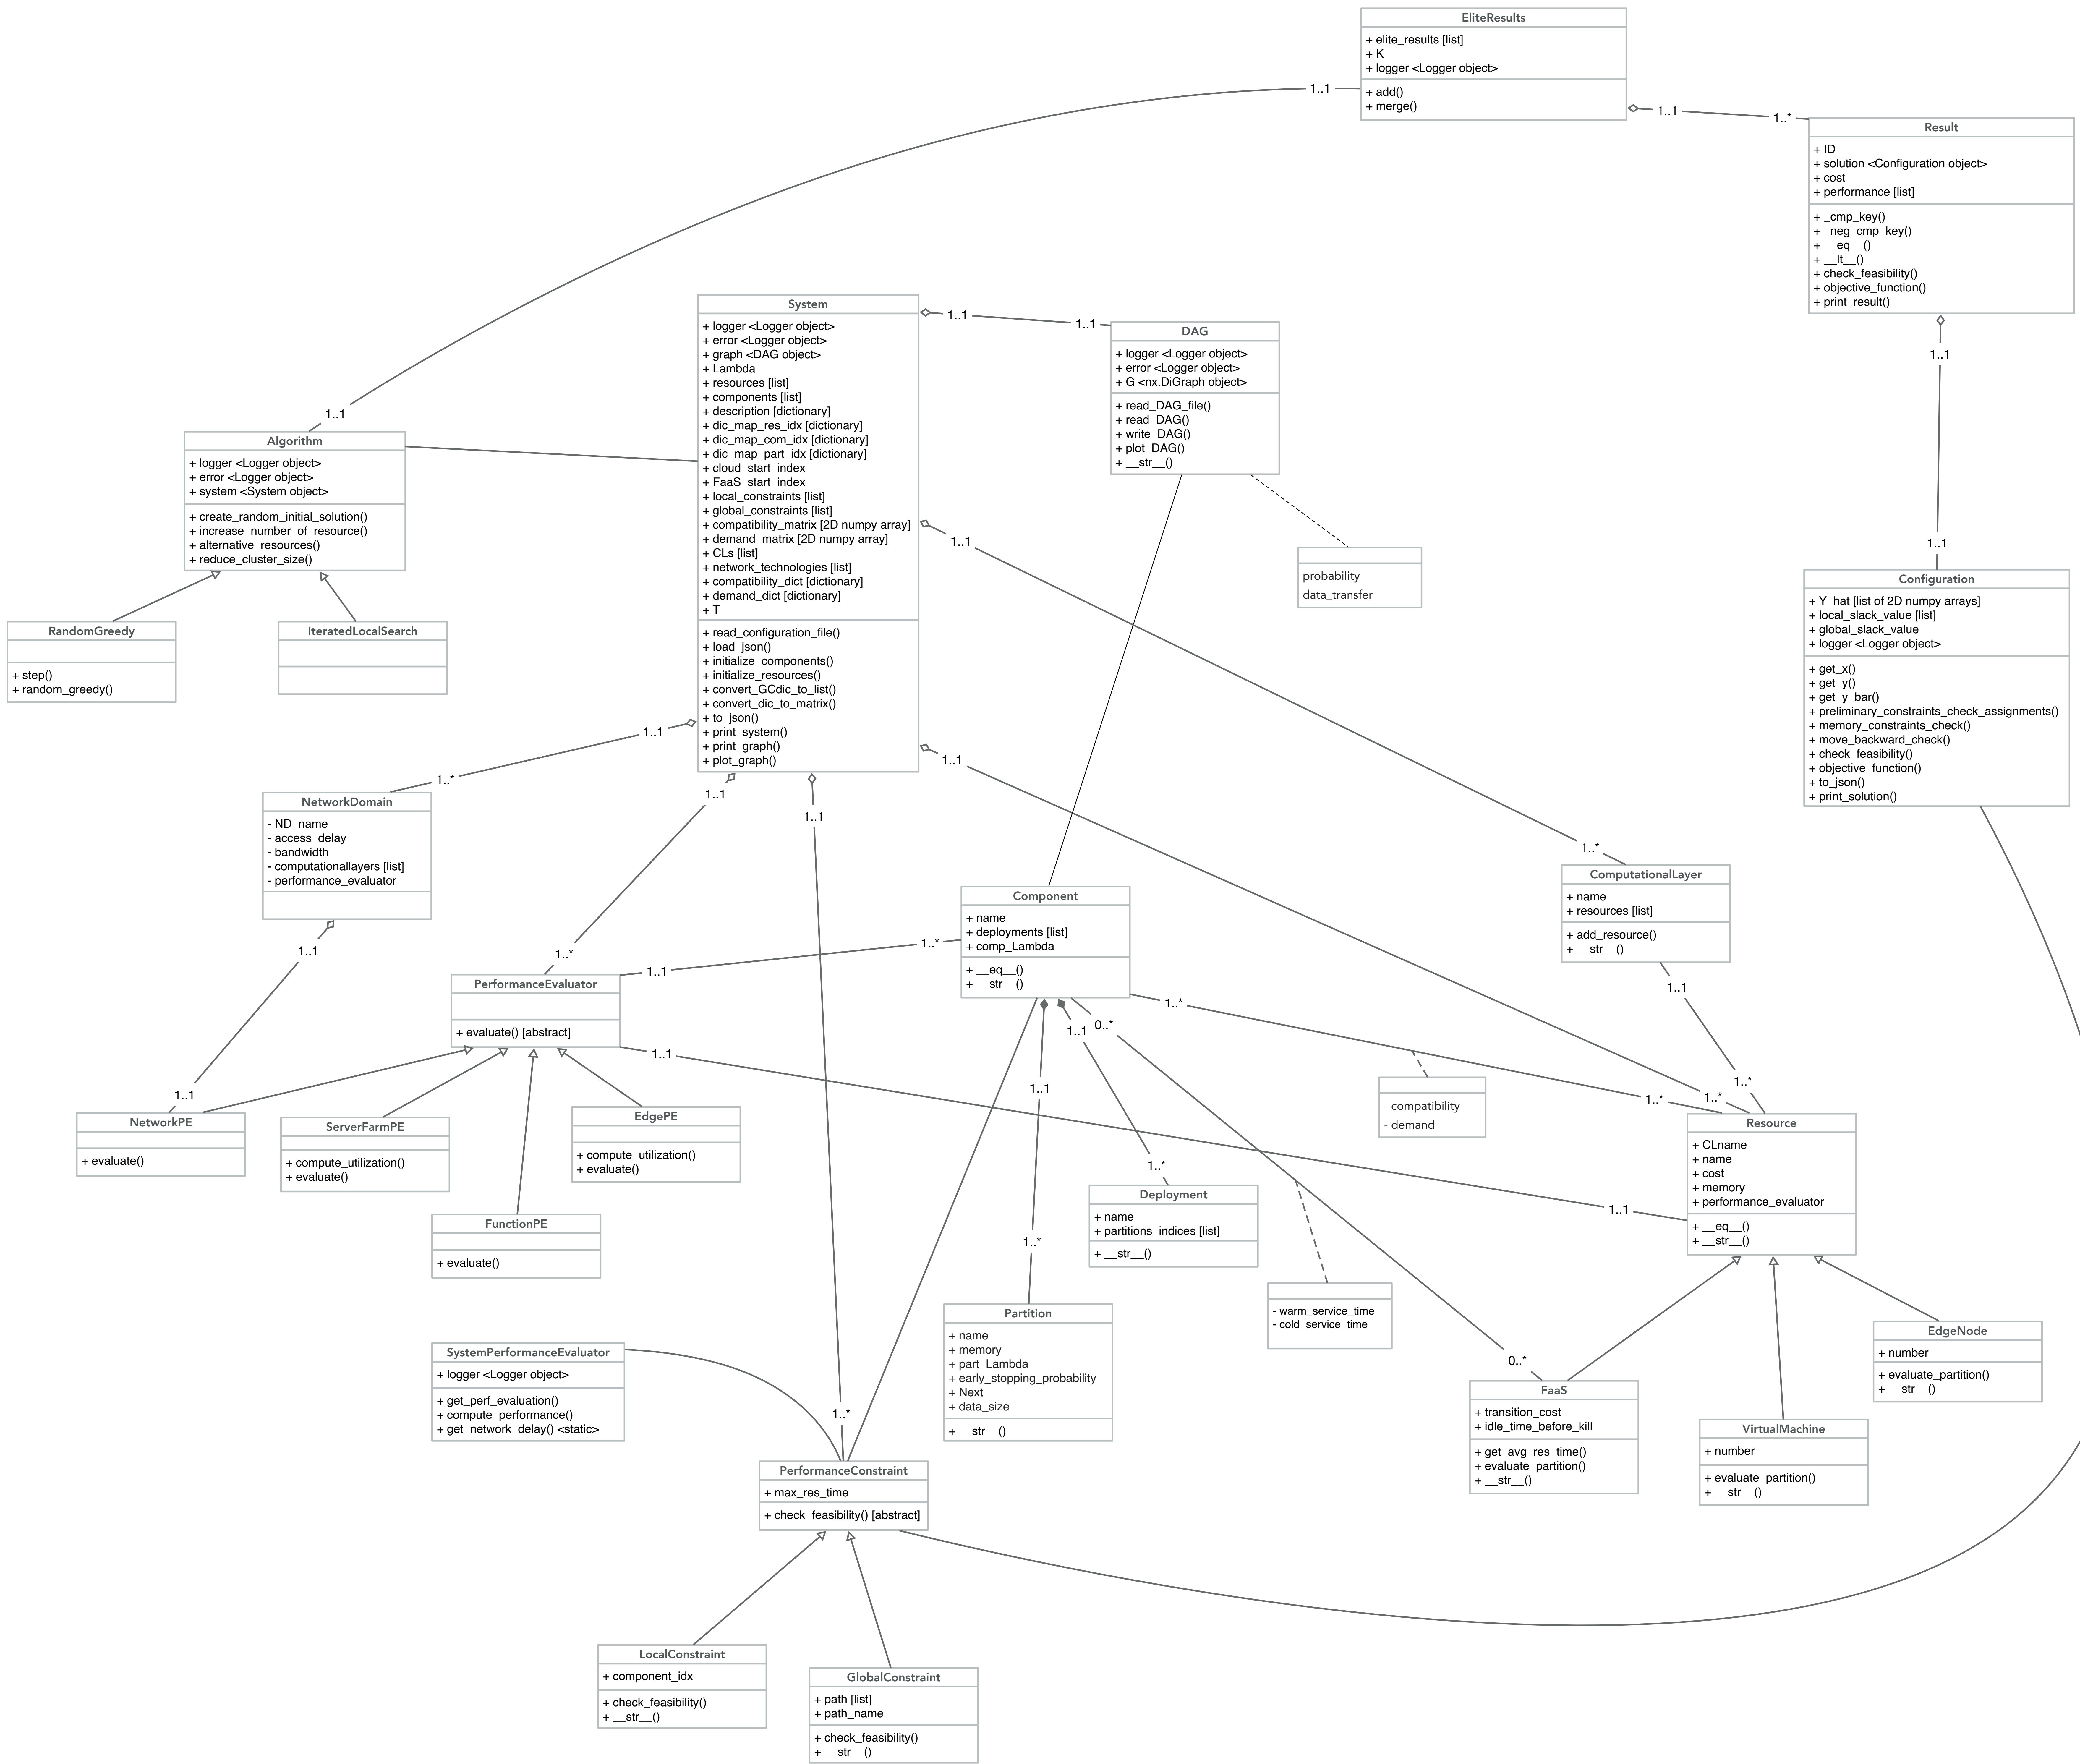 EliteResults
+ elite_results [list]
+ K
+ logger <Logger object>
+ add()
+ merge()
1..1
1..1
1..*
Result
+ ID
+ solution <Configuration object>
+ cost
+ performance [list]
+ _cmp_key()
+ _neg_cmp_key()
+ __eq__()
+ __lt__()
+ check_feasibility()
+ objective_function()
+ print_result()
1..1
1..1
System
+ logger <Logger object>
+ error <Logger object>
+ graph <DAG object>
+ Lambda
+ resources [list]
+ components [list]
+ description [dictionary]
+ dic_map_res_idx [dictionary]
+ dic_map_com_idx [dictionary]
+ dic_map_part_idx [dictionary]
+ cloud_start_index
+ FaaS_start_index
+ local_constraints [list]
+ global_constraints [list]
+ compatibility_matrix [2D numpy array]
+ demand_matrix [2D numpy array]
+ CLs [list]
+ network_technologies [list]
+ compatibility_dict [dictionary]
+ demand_dict [dictionary]
+ T
+ read_configuration_file()
+ load_json()
+ initialize_components()
+ initialize_resources()
+ convert_GCdic_to_list()
+ convert_dic_to_matrix()
+ to_json()
+ print_system()
+ print_graph()
+ plot_graph()
1..1
1..1
DAG
+ logger <Logger object>
+ error <Logger object>
+ G <nx.DiGraph object>
+ read_DAG_file()
+ read_DAG()
+ write_DAG()
+ plot_DAG()
+ __str__()
probability
data_transfer
1..1
Algorithm
+ logger <Logger object>
+ error <Logger object>
+ system <System object>
+ create_random_initial_solution()
+ increase_number_of_resource()
+ alternative_resources()
+ reduce_cluster_size()
RandomGreedy
+ step()
+ random_greedy()
IteratedLocalSearch
Configuration
+ Y_hat [list of 2D numpy arrays]
+ local_slack_value [list]
+ global_slack_value
+ logger <Logger object>
+ get_x()
+ get_y()
+ get_y_bar()
+ preliminary_constraints_check_assignments()
+ memory_constraints_check()
+ move_backward_check()
+ check_feasibility()
+ objective_function()
+ to_json()
+ print_solution()
1..1
1..*
1..1
1..*
1..1
1..1
1..*
1..1
NetworkDomain
- ND_name
- access_delay
- bandwidth
- computationallayers [list]
- performance_evaluator
1..1
1..1
ComputationalLayer
+ name
+ resources [list]
+ add_resource()
+ __str__()
1..1
1..*
Component
+ name
+ deployments [list]
+ comp_Lambda
+ __eq__()
+ __str__()
1..*
1..1
PerformanceEvaluator
+ evaluate() [abstract]
1..1
1..1
0..*
1..*
1..*
1..*
1..1
1..*
- compatibility
- demand
NetworkPE
+ evaluate()
ServerFarmPE
+ compute_utilization()
+ evaluate()
EdgePE
+ compute_utilization()
+ evaluate()
FunctionPE
+ evaluate()
Resource
+ CLname
+ name
+ cost
+ memory
+ performance_evaluator
+ __eq__()
+ __str__()
1..1
Deployment
+ name
+ partitions_indices [list]
+ __str__()
1..*
- warm_service_time
- cold_service_time
Partition
+ name
+ memory
+ part_Lambda
+ early_stopping_probability
+ Next
+ data_size
+ __str__()
EdgeNode
+ number
+ evaluate_partition()
+ __str__()
0..*
FaaS
+ transition_cost
+ idle_time_before_kill
+ get_avg_res_time()
+ evaluate_partition()
+ __str__()
VirtualMachine
+ number
+ evaluate_partition()
+ __str__()
SystemPerformanceEvaluator
+ logger <Logger object>
+ get_perf_evaluation()
+ compute_performance()
+ get_network_delay() <static>
1..*
PerformanceConstraint
+ max_res_time
+ check_feasibility() [abstract]
LocalConstraint
+ component_idx
+ check_feasibility()
+ __str__()
GlobalConstraint
+ path [list]
+ path_name
+ check_feasibility()
+ __str__()